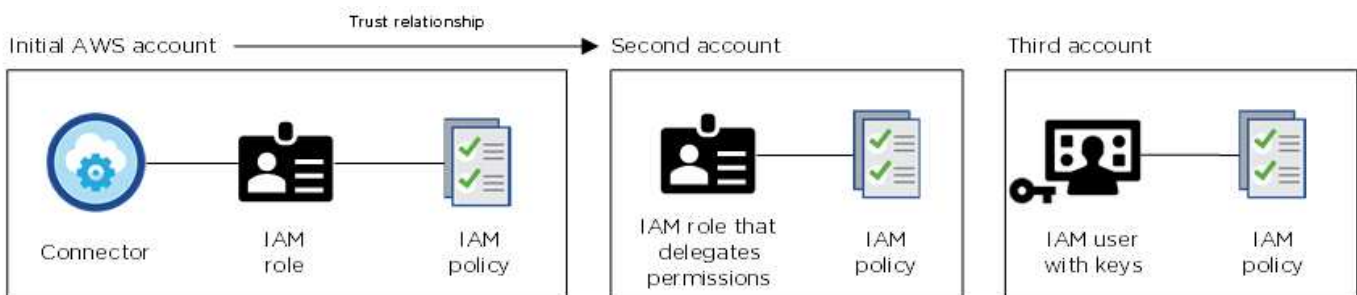 Trust relationship
Initial AWS account
Second account
Third account
Connector
IAM
role
IAM
policy
IAM role that
delegates
permissions
IAM
policy
IAM user
with keys
IAM
policy